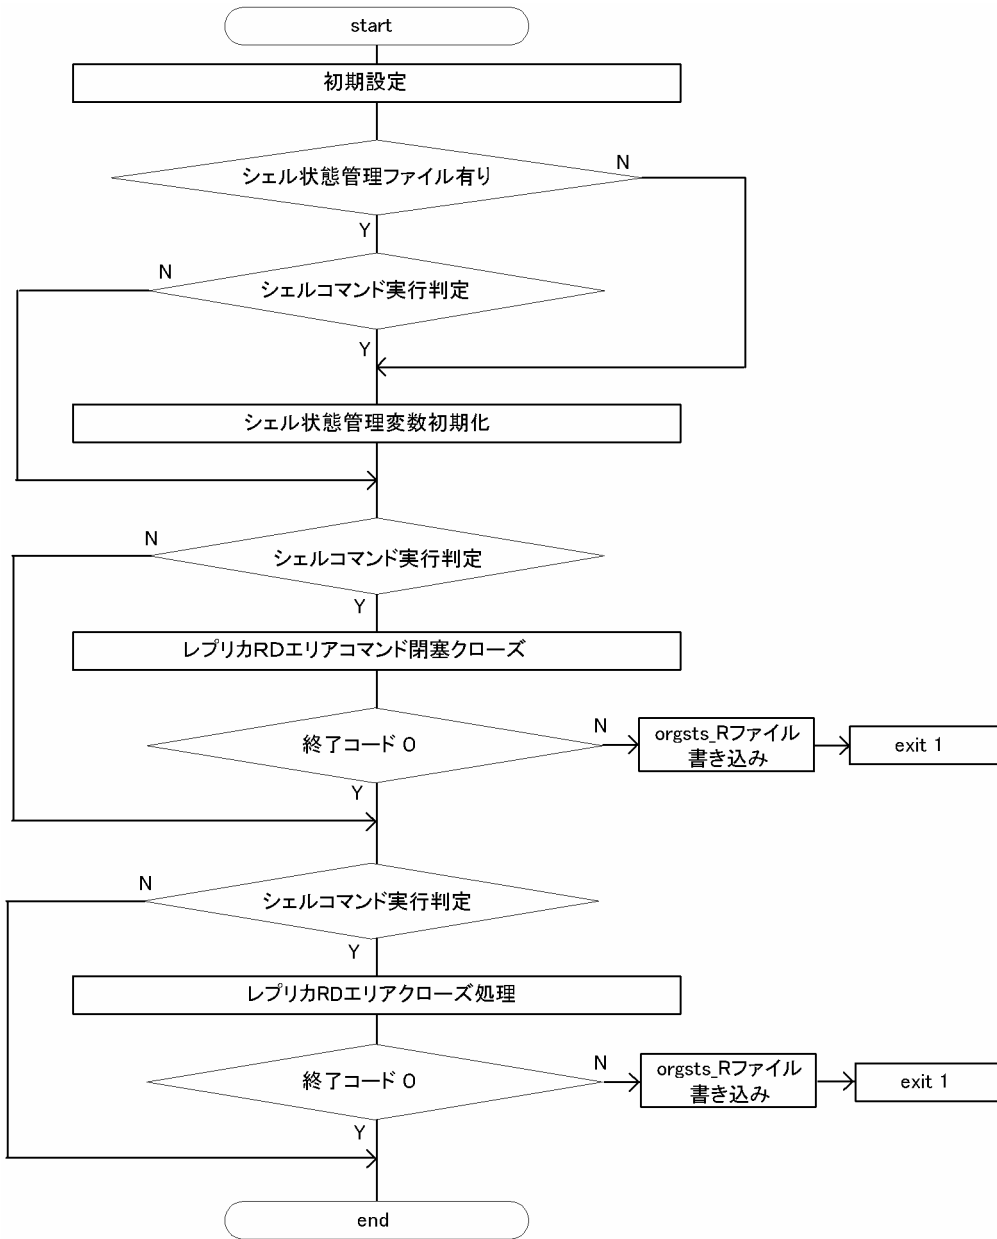 start
初期設定
シェル状態管理ファイル有り
N
Y
N
シェルコマンド実行判定
Y
シェル状態管理変数初期化
N
シェルコマンド実行判定
Y
レプリカRDエリアコマンド閉塞クローズ
終了コード 0
N
orgsts_Rファイル
書き込み
exit 1
Y
N
シェルコマンド実行判定
Y
レプリカRDエリアクローズ処理
終了コード 0
N
orgsts_Rファイル
書き込み
exit 1
Y
end